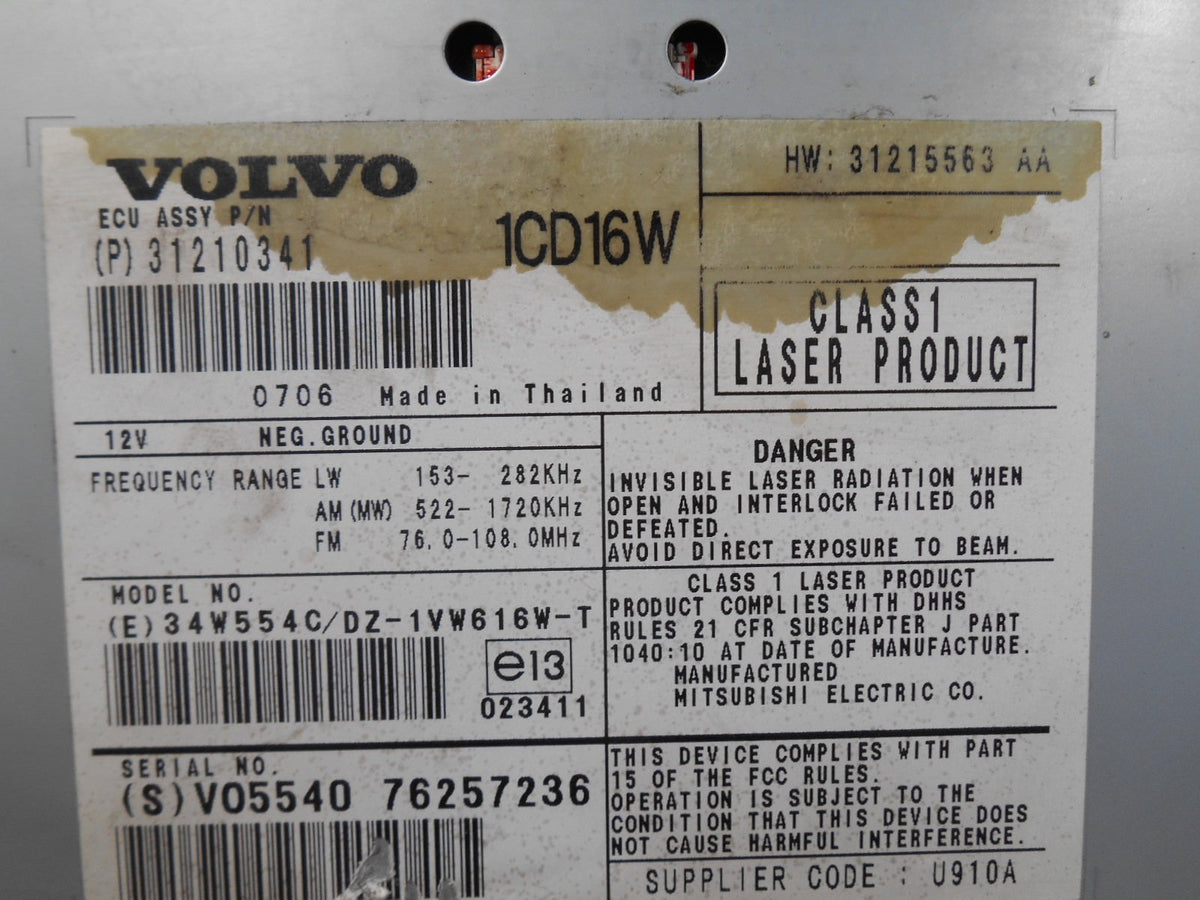 VOLVO
ECU ASSY P/N
(P) 31210341
1CD16W
HW: 31215563 AA
CLASS1
LASER PRODUCT
0706 Made in Thailand
12V NEG.GROUND
FREQUENCY RANGE LW 153- 282KHz
AM (MW) 522- 1720KHz
FM 76.0-108.0MHz
DANGER
INVISIBLE LASER RADIATION WHEN
OPEN AND INTERLOCK FAILED OR
DEFEATED.
AVOID DIRECT EXPOSURE TO BEAM.
MODEL NO.
(E) 34W554C/DZ-1VW616W-T
e13
023411
CLASS 1 LASER PRODUCT
PRODUCT COMPLIES WITH DHHS
RULES 21 CFR SUBCHAPTER J PART
1040:10 AT DATE OF MANUFACTURE.
MANUFACTURED
MITSUBISHI ELECTRIC CO.
SERIAL NO.
(S) VO5540 76257236
THIS DEVICE COMPLIES WITH PART
15 OF THE FCC RULES.
OPERATION IS SUBJECT TO THE
CONDITION THAT THIS DEVICE DOES
NOT CAUSE HARMFUL INTERFERENCE.
SUPPLIER CODE : U910A